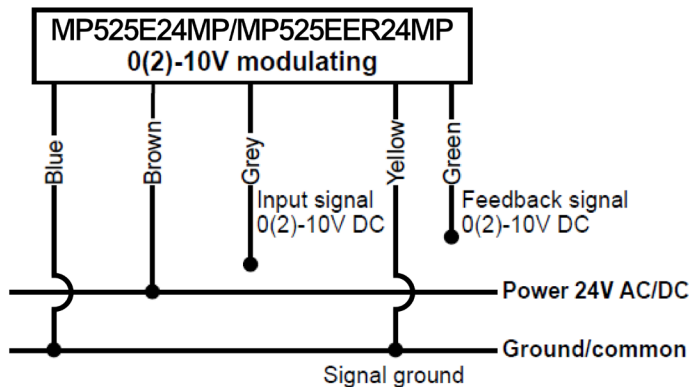 MP525E24MP/MP525EER24MP
0(2)-10V modulating
Blue
Brown
Grey
Yellow
Green
Input signal
0(2)-10V DC
Feedback signal
0(2)-10V DC
Power 24V AC/DC
Ground/common
Signal ground